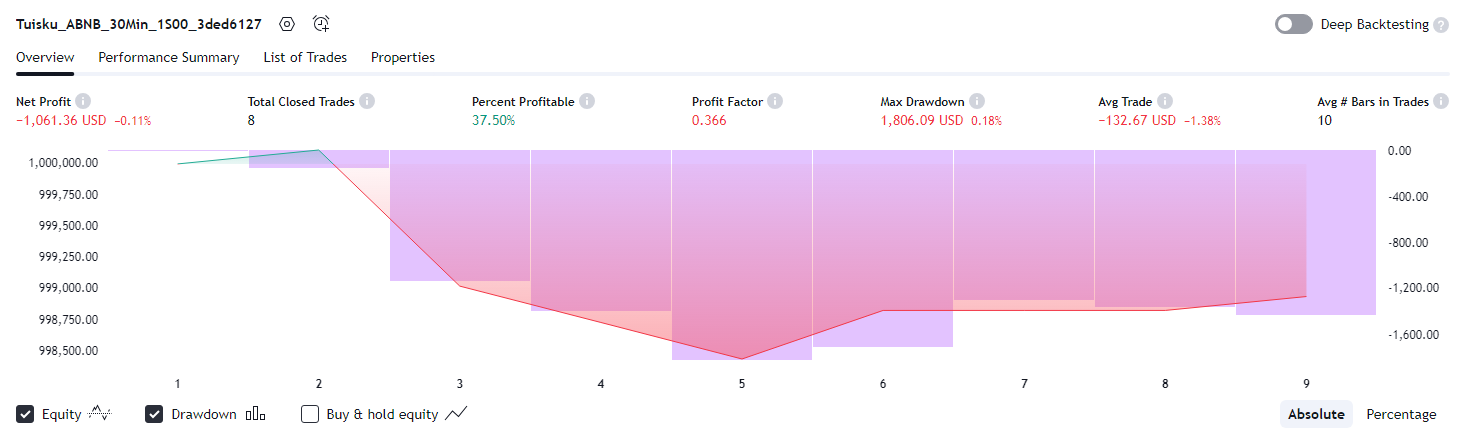 Tuisku_ABNB_30Min_1S00_3ded6127 Deep Backtesting
Overview Performance Summary List of Trades Properties
Net Profit Total Closed Trades Percent Profitable Profit Factor Max Drawdown Avg Trade Avg # Bars in Trades
−1,061.36 USD −0.11% 8 37.50% 0.366 1,806.09 USD 0.18% −132.67 USD −1.38% 10
1,000,000.00 0.00
999,750.00 -400.00
999,500.00 -800.00
999,250.00
999,000.00 -1,200.00
998,750.00 -1,600.00
998,500.00
1 2 3 4 5 6 7 8 9
Equity Drawdown Buy & hold equity Absolute Percentage